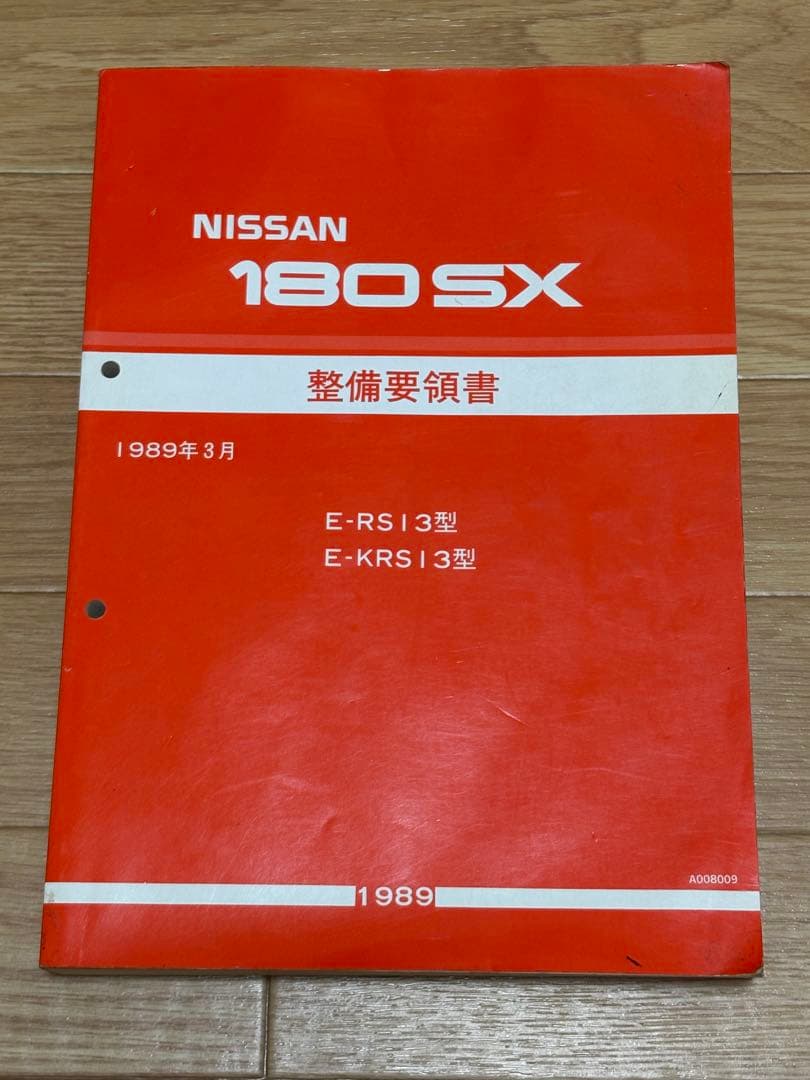 NISSAN
180SX
整備要領書
1989年3月
E-RS13型
E-KRS13型
A008009
1989